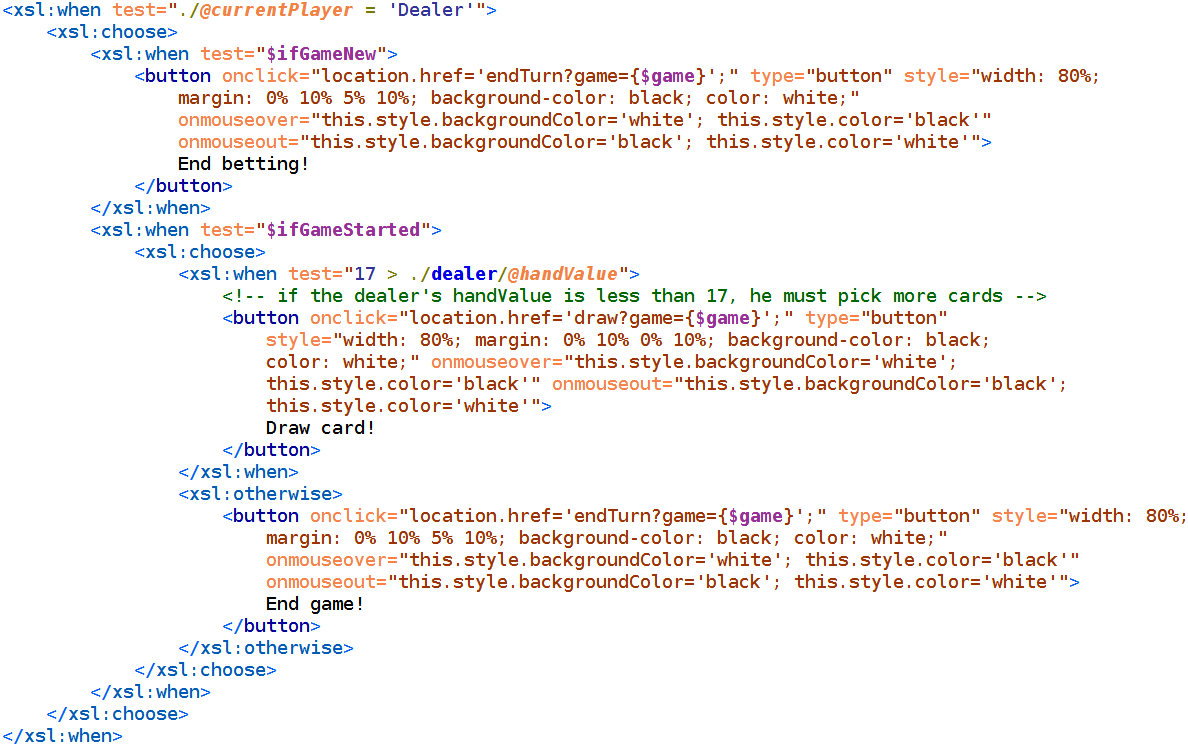 <xsl:when test="./@currentPlayer = 'Dealer'">
    <xsl:choose>
        <xsl:when test="$ifGameNew">
            <button onclick="location.href='endTurn?game={$game}';" type="button" style="width: 80%;
                margin: 0% 10% 5% 10%; background-color: black; color: white;"
                onmouseover="this.style.backgroundColor='white'; this.style.color='black'"
                onmouseout="this.style.backgroundColor='black'; this.style.color='white'">
                End betting!
            </button>
        </xsl:when>
        <xsl:when test="$ifGameStarted">
            <xsl:choose>
                <xsl:when test="17 > ./dealer/@handValue">
                    <!-- if the dealer's handValue is less than 17, he must pick more cards -->
                    <button onclick="location.href='draw?game={$game}';" type="button"
                        style="width: 80%; margin: 0% 10% 0% 10%; background-color: black;
                        color: white;" onmouseover="this.style.backgroundColor='white';
                        this.style.color='black'" onmouseout="this.style.backgroundColor='black';
                        this.style.color='white'">
                        Draw card!
                    </button>
                </xsl:when>
                <xsl:otherwise>
                    <button onclick="location.href='endTurn?game={$game}';" type="button" style="width: 80%;
                        margin: 0% 10% 5% 10%; background-color: black; color: white;"
                        onmouseover="this.style.backgroundColor='white'; this.style.color='black'"
                        onmouseout="this.style.backgroundColor='black'; this.style.color='white'">
                        End game!
                    </button>
                </xsl:otherwise>
            </xsl:choose>
        </xsl:when>
    </xsl:choose>
</xsl:when>